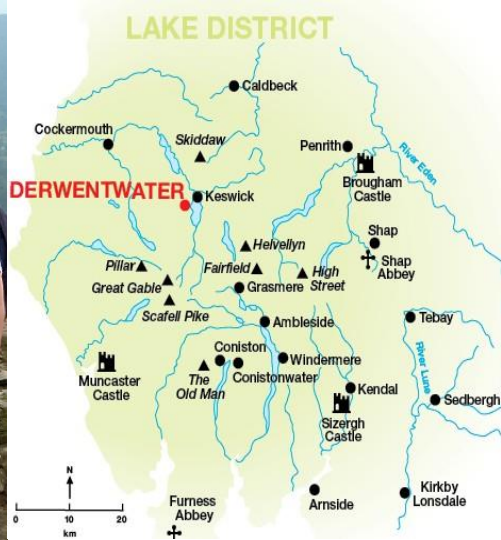 LAKE DISTRICT
Caldbeck
Cockermouth
Skiddaw
Penrith
River Eden
Brougham
Castle
DERWENTWATER
Keswick
Shap
Helvellyn
Shap
Abbey
Pillar
Fairfield
High
Street
Great Gable
Grasmere
Scafell Pike
Ambleside
Tebay
River Lune
Coniston
Windermere
Conistonwater
Muncaster
Castle
The
Old Man
Kendal
Sedbergh
Sizergh
Castle
N
0 10 20
km
Furness
Abbey
Arnside
Kirkby
Lonsdale